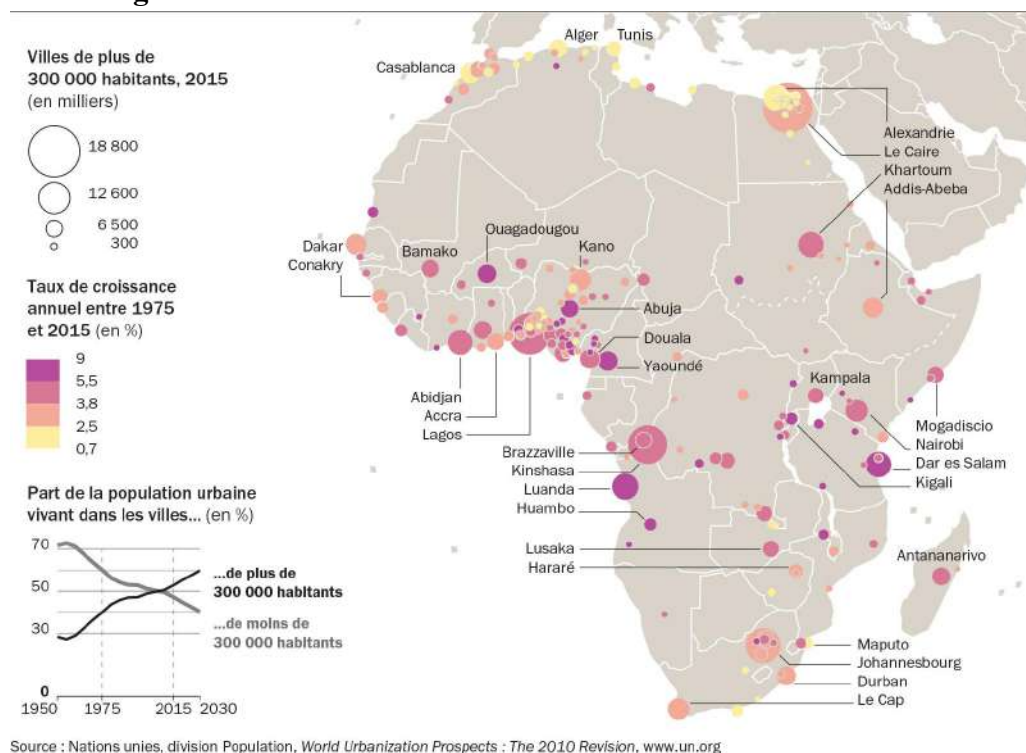 Villes de plus de
300 000 habitants, 2015
(en milliers)
18 800
12 600
6 500
300
Taux de croissance
annuel entre 1975
et 2015 (en %)
9
5,5
3,8
2,5
0,7
Alger
Tunis
Casablanca
Alexandrie
Le Caire
Khartoum
Addis-Abeba
Dakar
Conakry
Bamako
Ouagadougou
Kano
Abuja
Douala
Yaoundé
Abidjan
Accra
Lagos
Kampala
Mogadiscio
Nairobi
Dar es Salam
Kigali
Brazzaville
Kinshasa
Luanda
Huambo
Lusaka
Hararé
Antananarivo
Maputo
Johannesbourg
Durban
Le Cap
Part de la population urbaine
vivant dans les villes... (en %)
70
50
30
0
1950
1975
2015
2030
...de plus de
300 000 habitants
...de moins de
300 000 habitants
Source : Nations unies, division Population, World Urbanization Prospects : The 2010 Revision, www.un.org